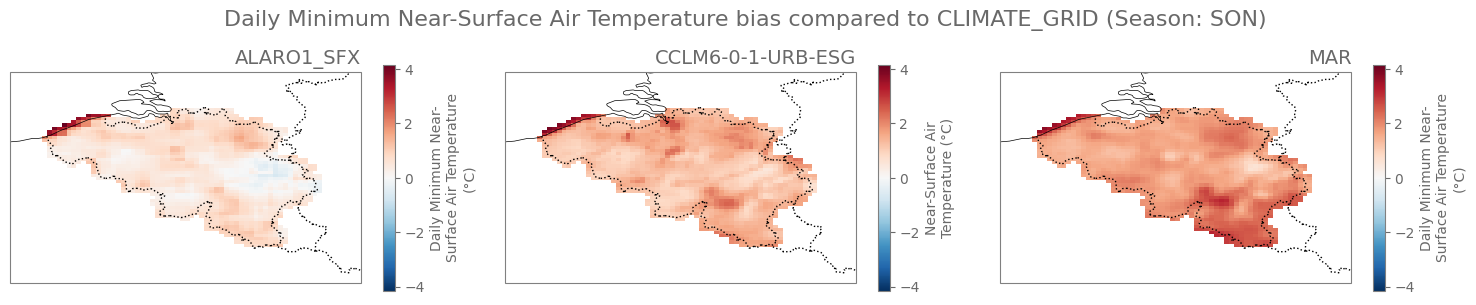 Daily Minimum Near-Surface Air Temperature bias compared to CLIMATE_GRID (Season: SON)
ALARO1_SFX
4
2
0
−2
−4
Daily Minimum Near-
Surface Air Temperature
(°C)
CCLM6-0-1-URB-ESG
4
2
0
−2
−4
Near-Surface Air
Temperature (°C)
MAR
4
2
0
−2
−4
Daily Minimum Near-
Surface Air Temperature
(°C)